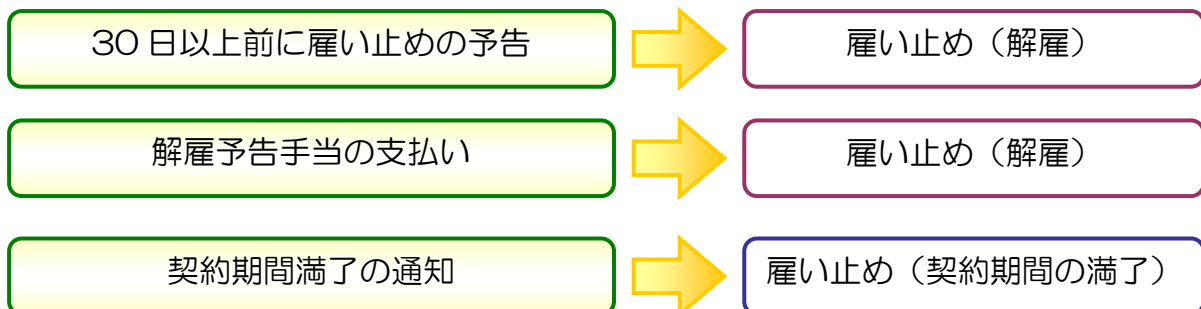 30日以上前に雇い止めの予告
雇い止め（解雇）
解雇予告手当の支払い
雇い止め（解雇）
契約期間満了の通知
雇い止め（契約期間の満了）